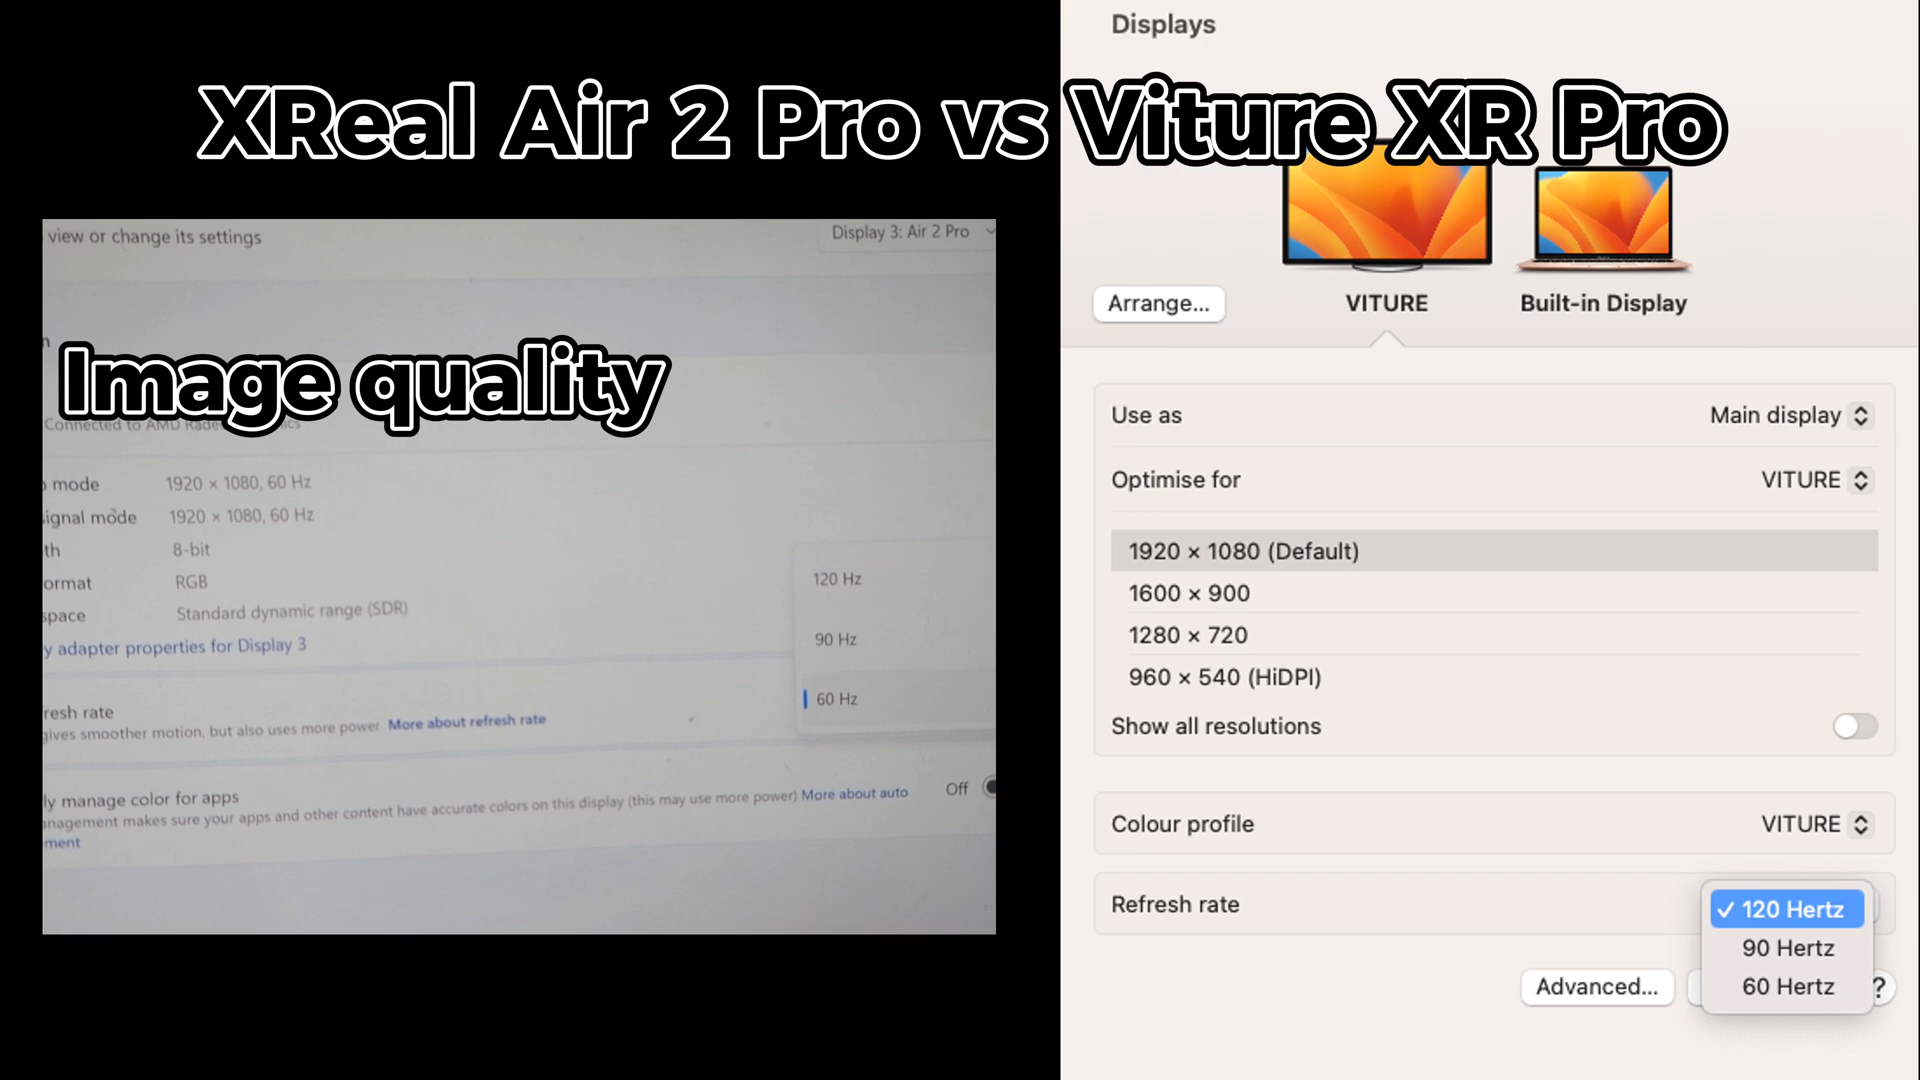 XReal Air 2 Pro vs Viture XR Pro
Image quality
view or change its settings
Display 3: Air 2 Pro
Connected to AMD
mode 1920 × 1080, 60 Hz
ignal mode 1920 × 1080, 60 Hz
th 8-bit
ormat RGB
space Standard dynamic range (SDR)
y adapter properties for Display 3
120 Hz
90 Hz
60 Hz
resh rate
gives smoother motion, but also uses more power More about refresh rate
ly manage color for apps
anagement makes sure your apps and other content have accurate colors on this display (this may use more power) More about auto
ment
Off
Displays
Arrange...
VITURE
Built-in Display
Use as Main display
Optimise for VITURE
1920 × 1080 (Default)
1600 × 900
1280 × 720
960 × 540 (HiDPI)
Show all resolutions
Colour profile VITURE
Refresh rate
✓ 120 Hertz
90 Hertz
60 Hertz
Advanced...
?